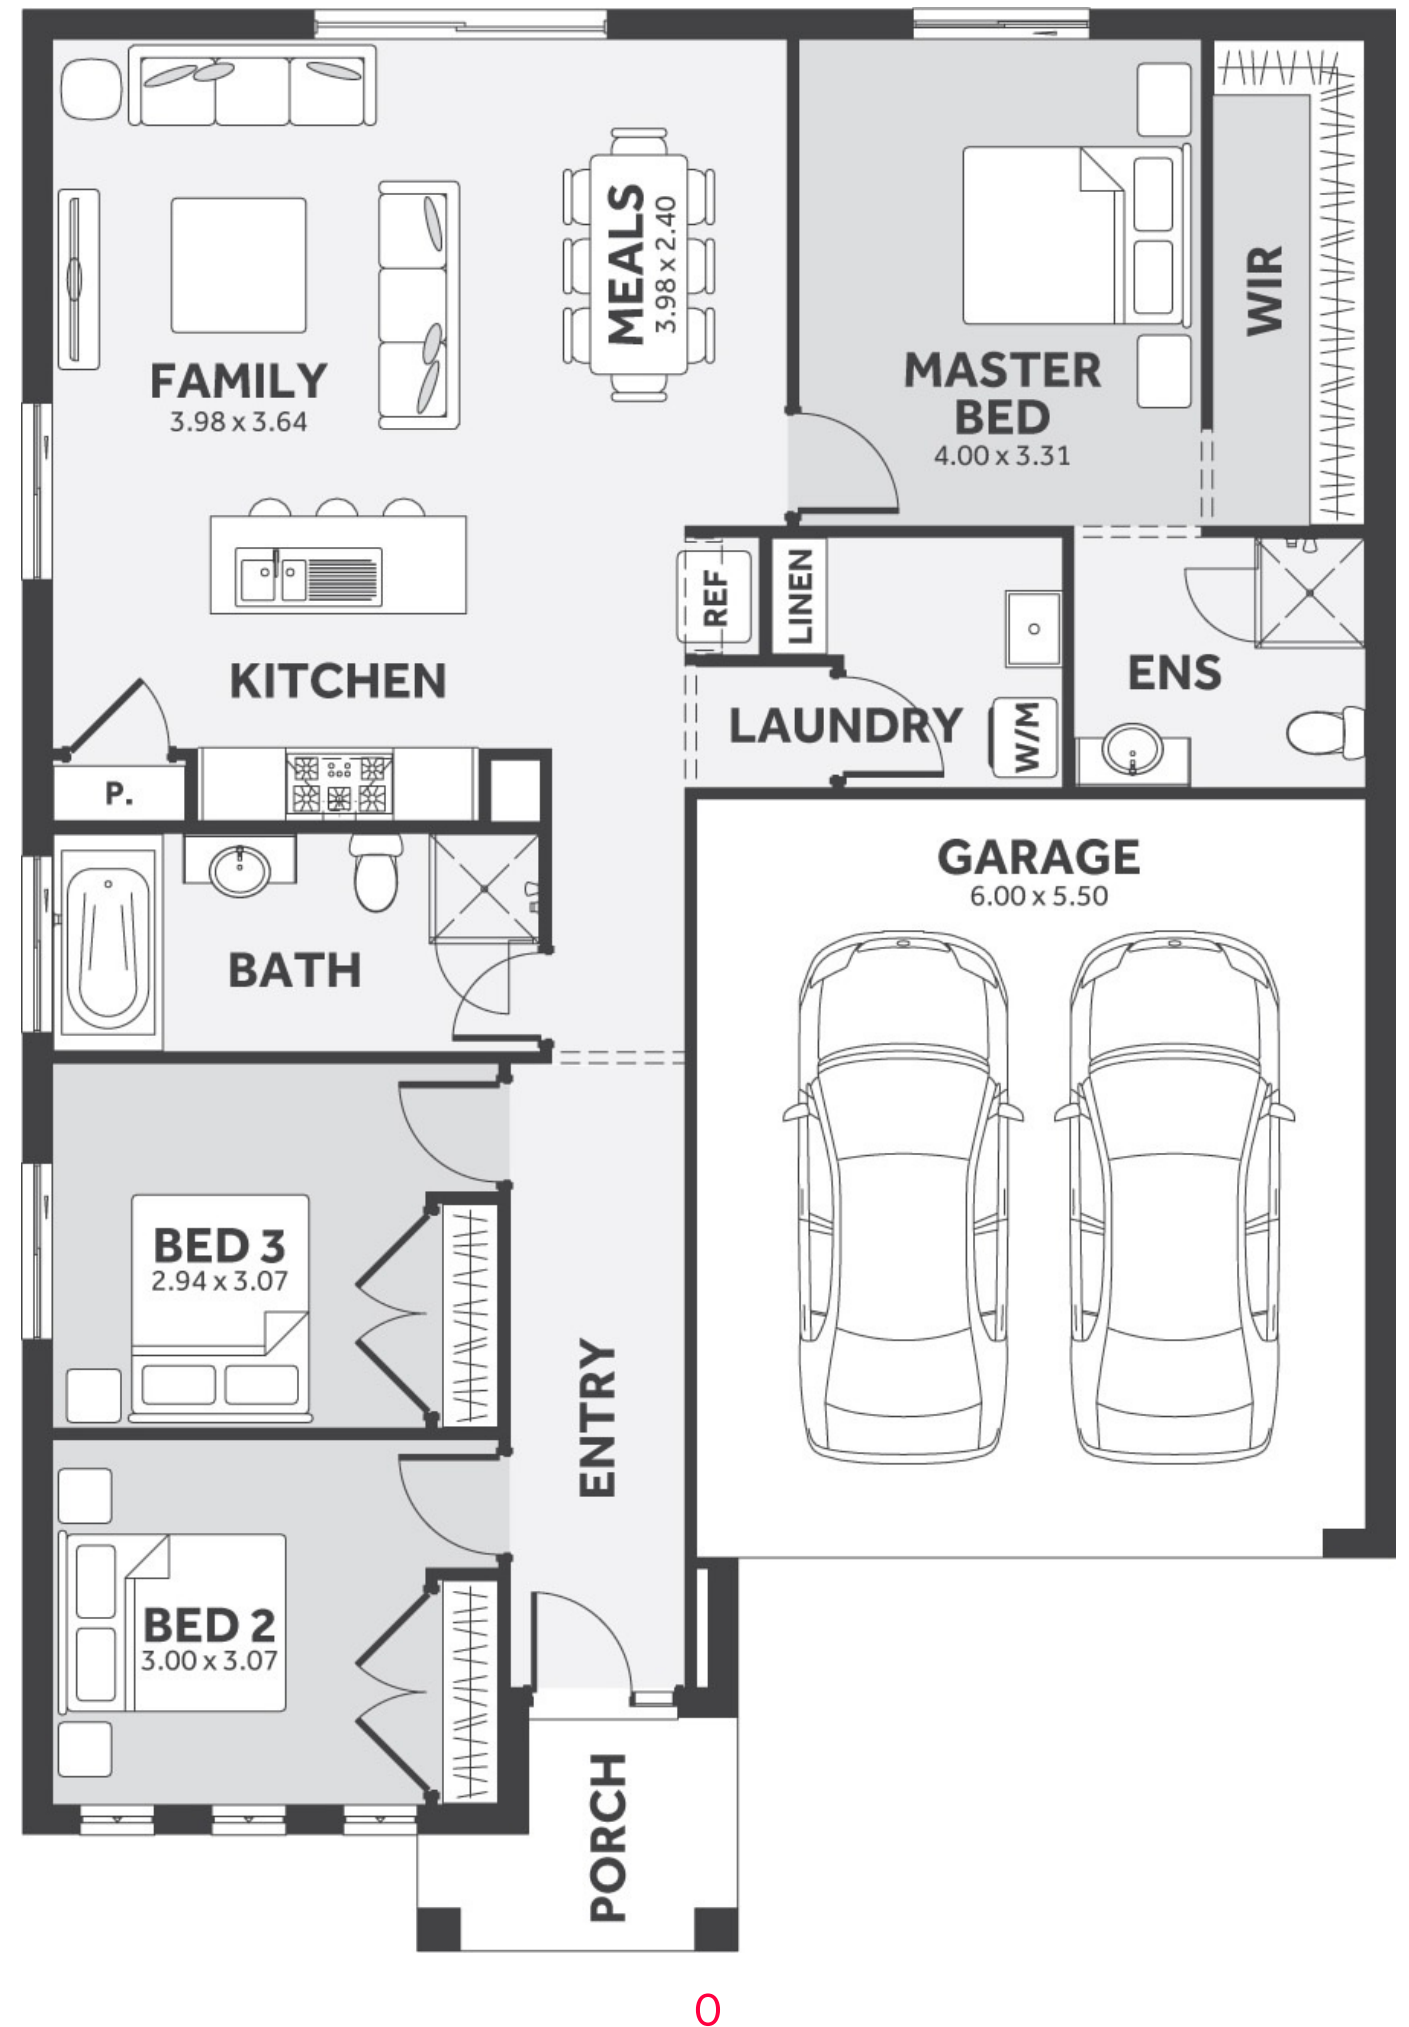 MEALS
3.98 x 2.40
WIR
FAMILY
3.98 x 3.64
MASTER
BED
4.00 x 3.31
REF
LINEN
KITCHEN
ENS
LAUNDRY
W/M
P.
GARAGE
6.00 x 5.50
BATH
BED 3
2.94 x 3.07
ENTRY
BED 2
3.00 x 3.07
PORCH
0